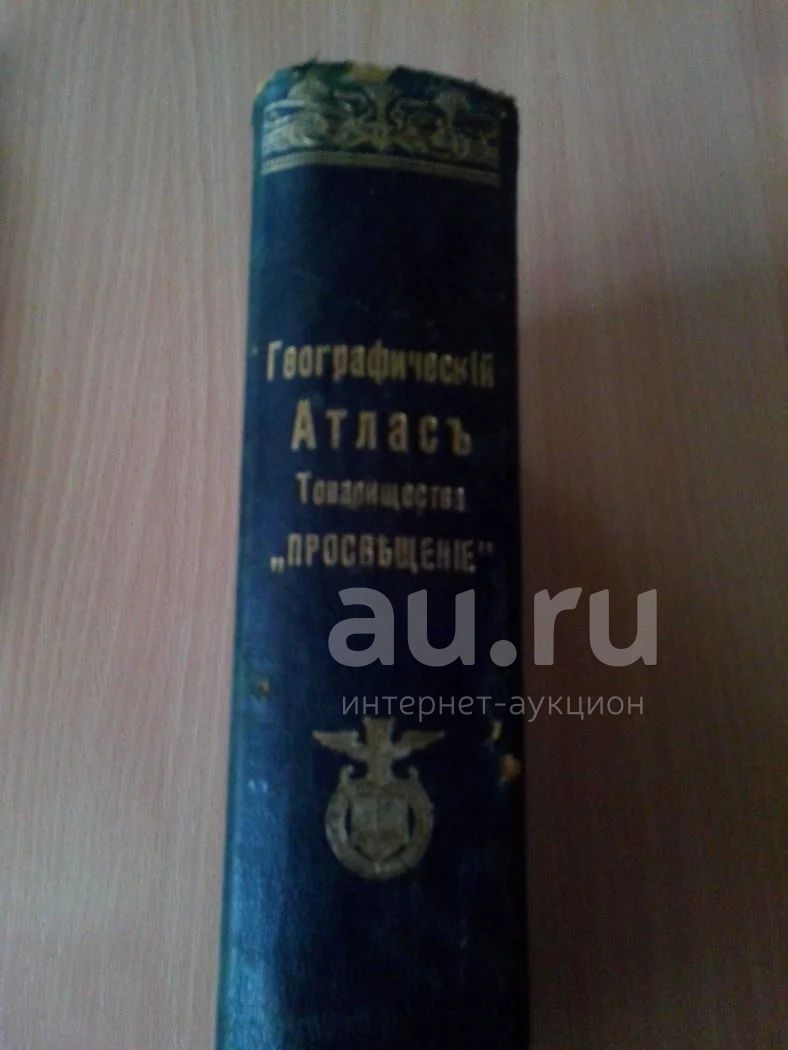 Географическій
Атласъ
Товарищества
„ПРОСВѢЩЕНІЕ"
au.ru
интернет-аукцион